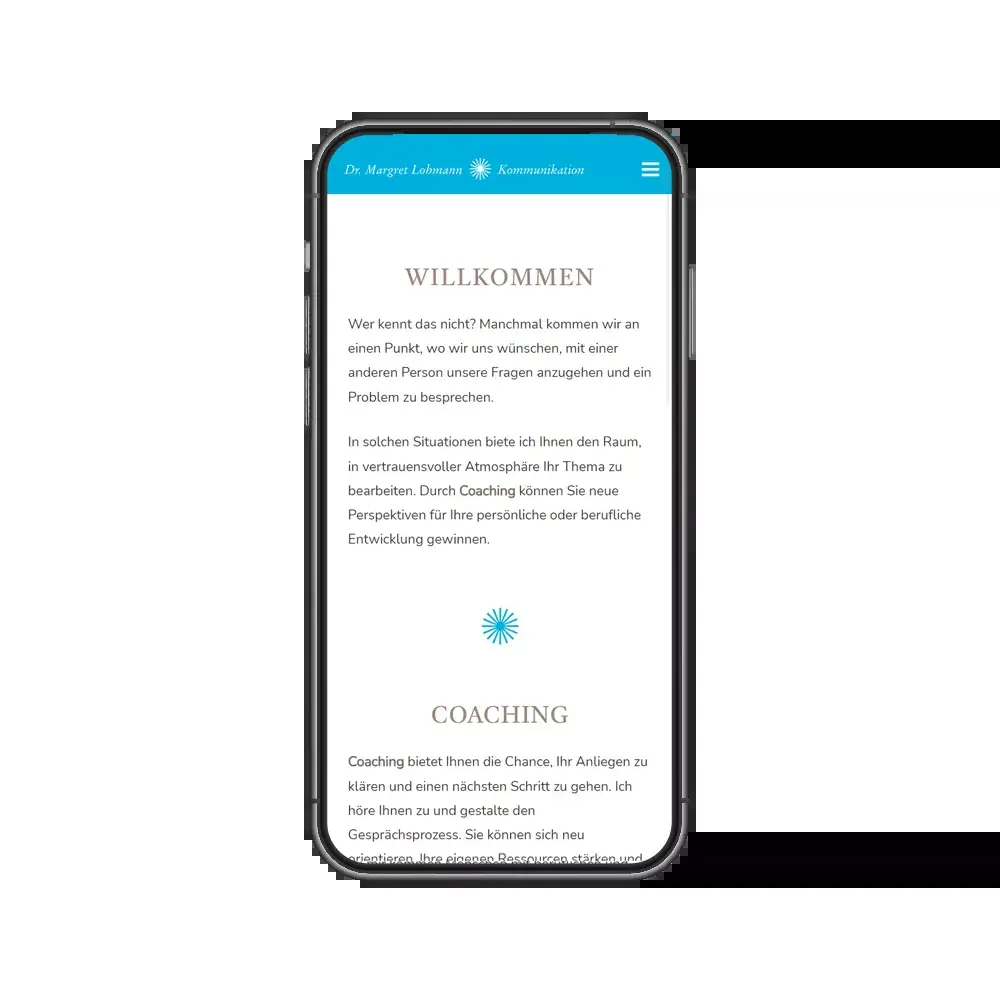 Dr. Margret Lohmann Kommunikation
WILLKOMMEN
Wer kennt das nicht? Manchmal kommen wir an
einen Punkt, wo wir uns wünschen, mit einer
anderen Person unsere Fragen anzugehen und ein
Problem zu besprechen.
In solchen Situationen biete ich Ihnen den Raum,
in vertrauensvoller Atmosphäre Ihr Thema zu
bearbeiten. Durch Coaching können Sie neue
Perspektiven für Ihre persönliche oder berufliche
Entwicklung gewinnen.
COACHING
Coaching bietet Ihnen die Chance, Ihr Anliegen zu
klären und einen nächsten Schritt zu gehen. Ich
höre Ihnen zu und gestalte den
Gesprächsprozess. Sie können sich neu
orientieren, Ihre eigenen Ressourcen stärken und